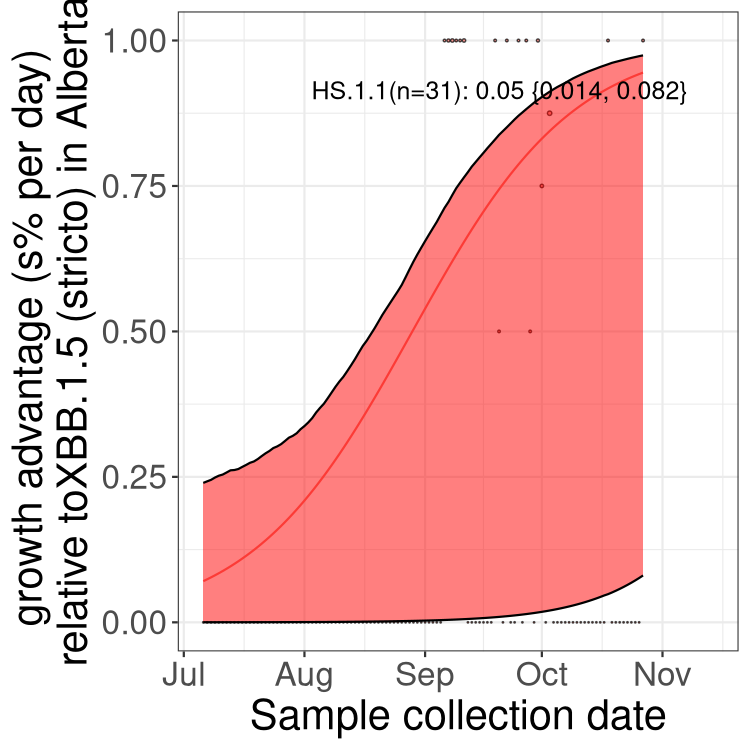 growth advantage (s% per day)
relative toXBB.1.5 (stricto) in Alberta
1.00
0.75
0.50
0.25
0.00
HS.1.1(n=31): 0.05 {0.014, 0.082}
Jul Aug Sep Oct Nov
Sample collection date